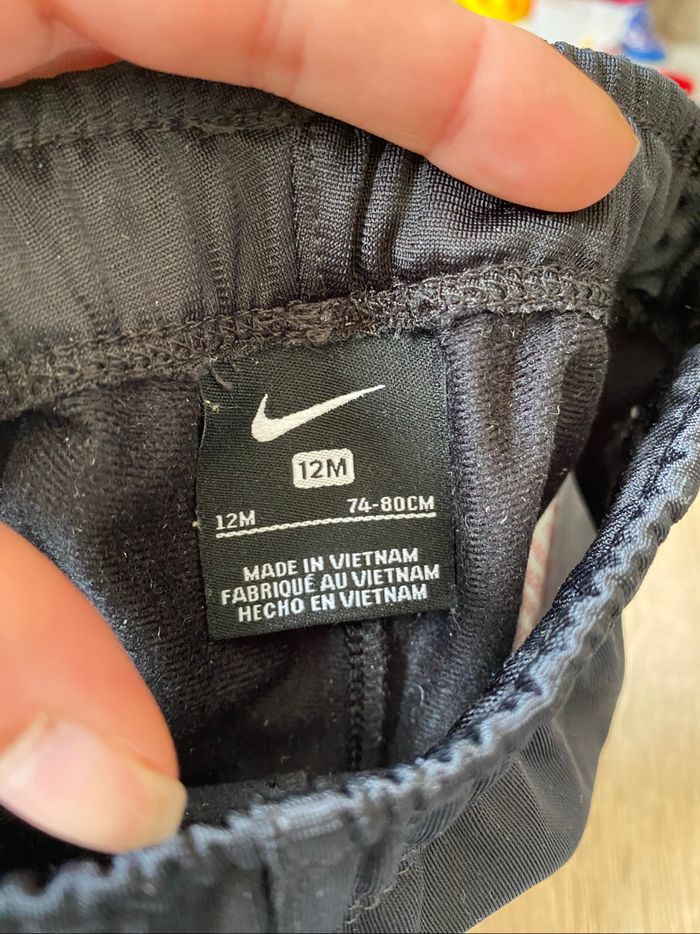 12M
12M 74-80CM
MADE IN VIETNAM
FABRIQUÉ AU VIETNAM
HECHO EN VIETNAM